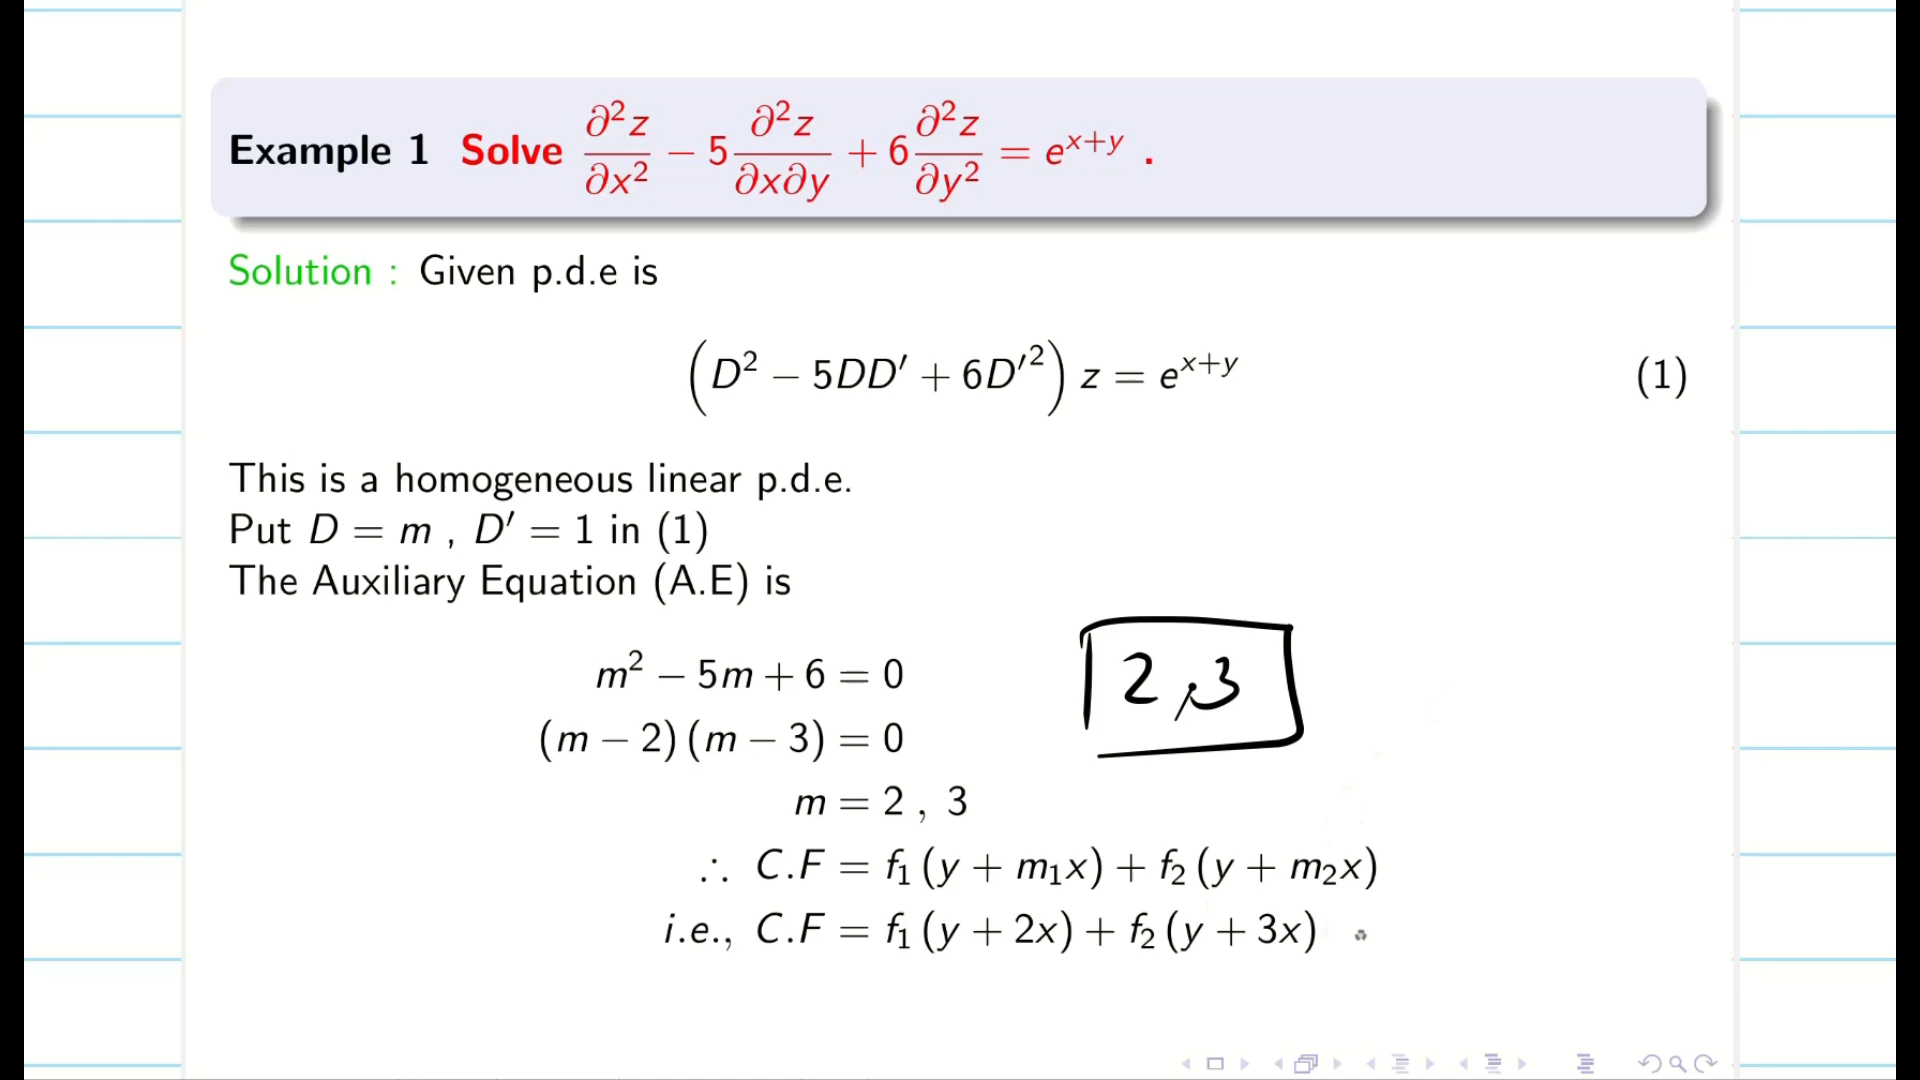 Example 1 Solve ∂²z/∂x² − 5 ∂²z/∂x∂y + 6 ∂²z/∂y² = e^(x+y) .
Solution : Given p.d.e is
(D² − 5DD′ + 6D′²) z = e^(x+y) (1)
This is a homogeneous linear p.d.e.
Put D = m , D′ = 1 in (1)
The Auxiliary Equation (A.E) is
m² − 5m + 6 = 0
2,3
(m − 2) (m − 3) = 0
m = 2 , 3
∴ C.F = f₁ (y + m₁x) + f₂ (y + m₂x)
i.e., C.F = f₁ (y + 2x) + f₂ (y + 3x)